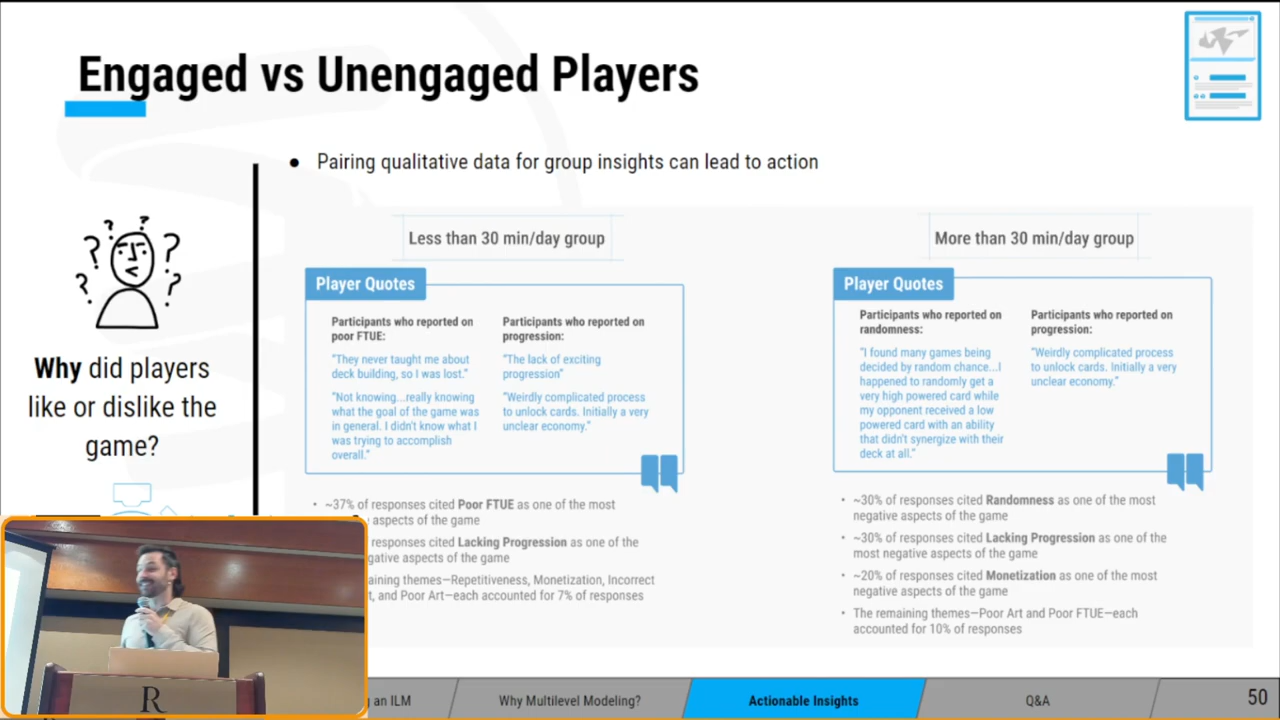 Engaged vs Unengaged Players
● Pairing qualitative data for group insights can lead to action
Why did players
like or dislike the
game?
Less than 30 min/day group
Player Quotes
Participants who reported on
poor FTUE:
"They never taught me about
deck building, so I was lost."
"Not knowing...really knowing
what the goal of the game was
in general. I didn't know what I
was trying to accomplish
overall."
Participants who reported on
progression:
"The lack of exciting
progression"
"Weirdly complicated process
to unlock cards. Initially a very
unclear economy."
• ~37% of responses cited Poor FTUE as one of the most
aspects of the game
responses cited Lacking Progression as one of the
gative aspects of the game
aining themes—Repetitiveness, Monetization, Incorrect
t, and Poor Art—each accounted for 7% of responses
More than 30 min/day group
Player Quotes
Participants who reported on
randomness:
"I found many games being
decided by random chance...I
happened to randomly get a
very high powered card while
my opponent received a low
powered card with an ability
that didn't synergize with their
deck at all."
Participants who reported on
progression:
"Weirdly complicated process
to unlock cards. Initially a very
unclear economy."
• ~30% of responses cited Randomness as one of the most
negative aspects of the game
• ~30% of responses cited Lacking Progression as one of the
most negative aspects of the game
• ~20% of responses cited Monetization as one of the most
negative aspects of the game
• The remaining themes—Poor Art and Poor FTUE—each
accounted for 10% of responses
R
g an ILM
Why Multilevel Modeling?
Actionable Insights
Q&A
50